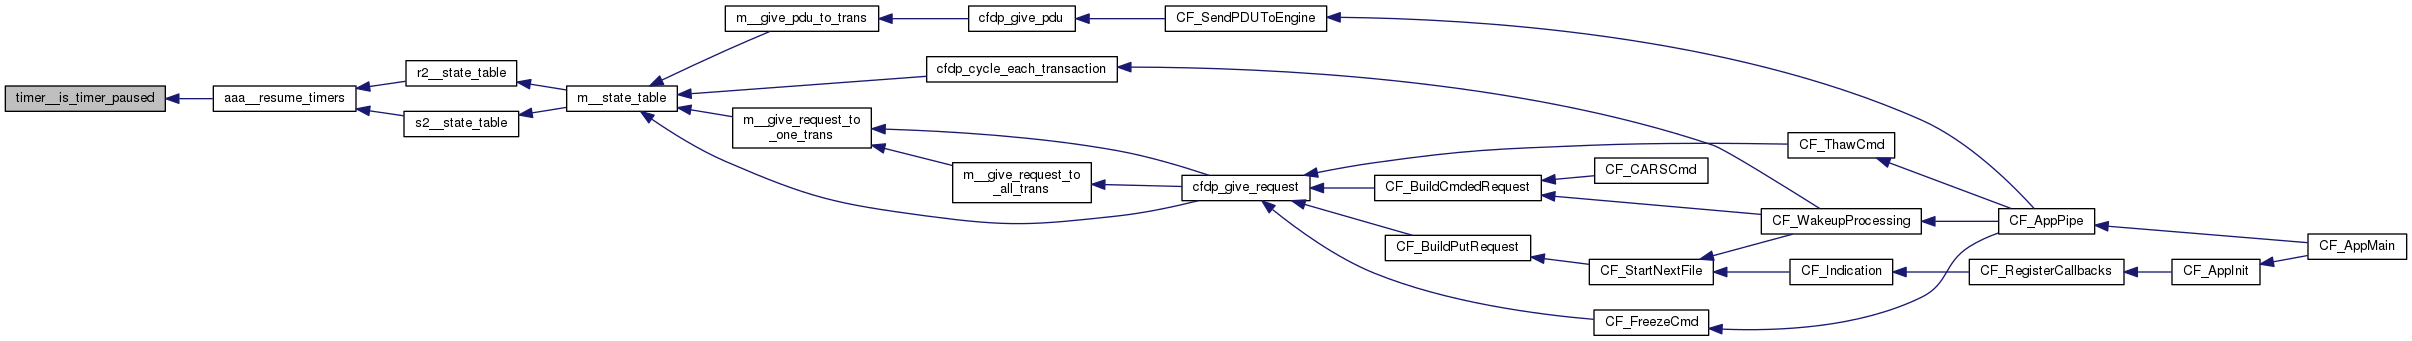 m__give_pdu_to_trans
cfdp_give_pdu
CF_SendPDUToEngine
r2__state_table
cfdp_cycle_each_transaction
timer__is_timer_paused
aaa__resume_timers
m__state_table
s2__state_table
m__give_request_to
_one_trans
CF_ThawCmd
m__give_request_to
_all_trans
cfdp_give_request
CF_BuildCmdedRequest
CF_CARSCmd
CF_WakeupProcessing
CF_AppPipe
CF_BuildPutRequest
CF_AppMain
CF_StartNextFile
CF_Indication
CF_RegisterCallbacks
CF_AppInit
CF_FreezeCmd